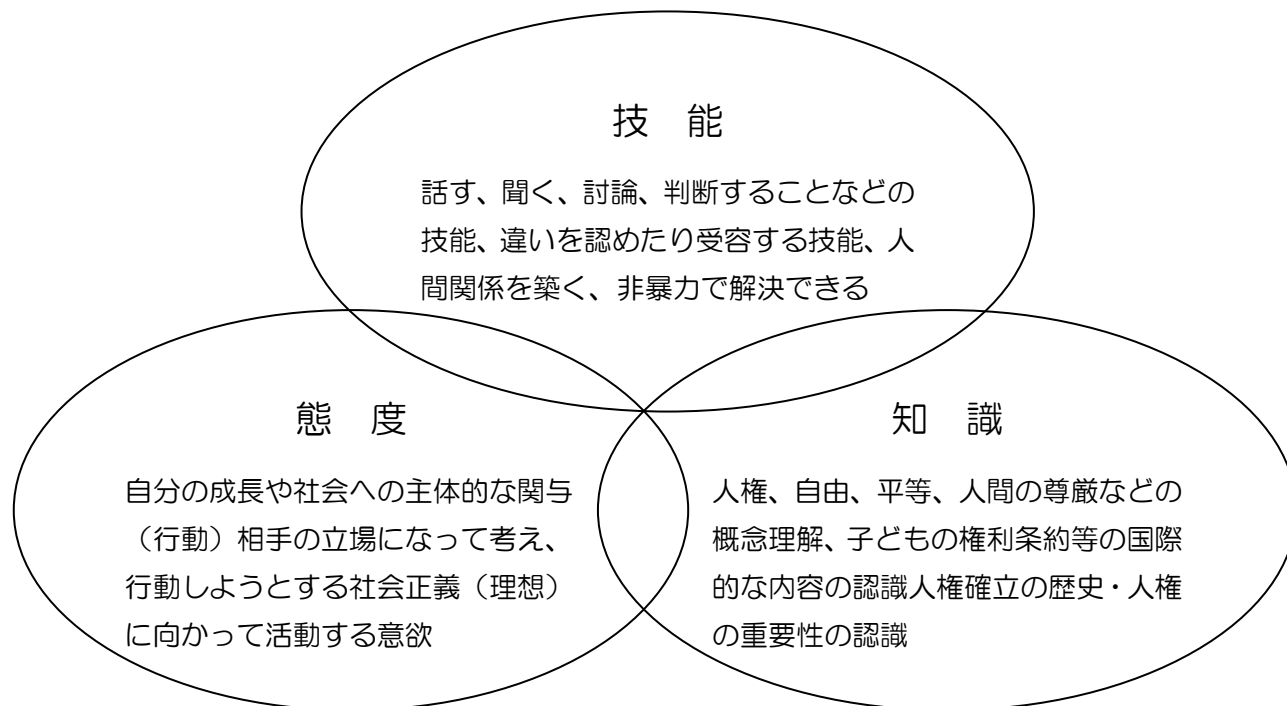 技　能
話す、聞く、討論、判断することなどの
技能、違いを認めたり受容する技能、人
間関係を築く、非暴力で解決できる
態　度
自分の成長や社会への主体的な関与
（行動）相手の立場になって考え、
行動しようとする社会正義（理想）
に向かって活動する意欲
知　識
人権、自由、平等、人間の尊厳などの
概念理解、子どもの権利条約等の国際
的な内容の認識人権確立の歴史・人権
の重要性の認識